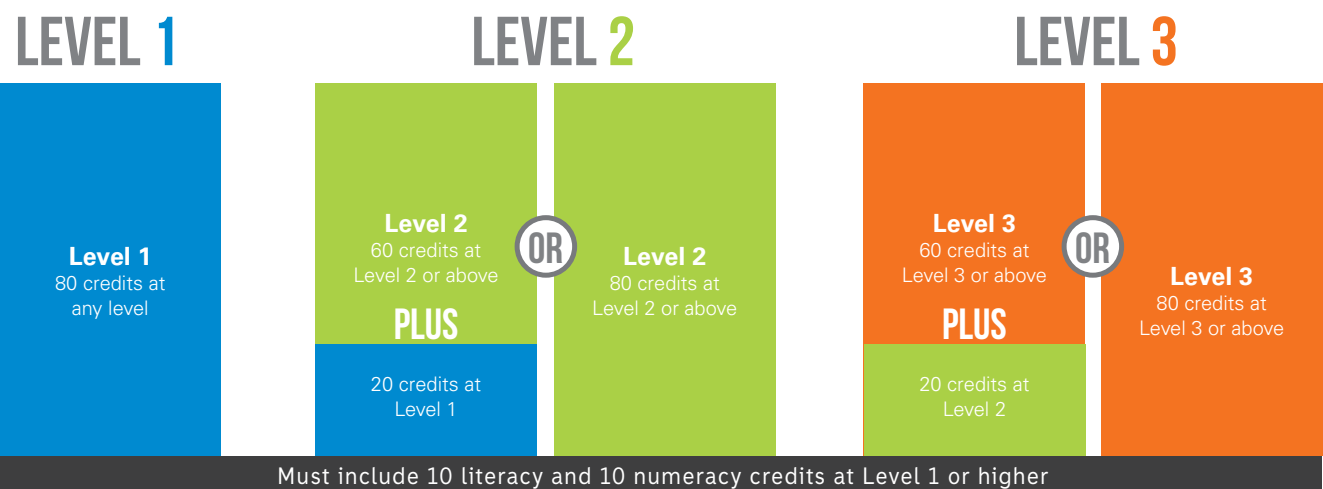 LEVEL 1
Level 1
80 credits at
any level
LEVEL 2
Level 2
60 credits at
Level 2 or above
PLUS
20 credits at
Level 1
OR
Level 2
80 credits at
Level 2 or above
LEVEL 3
Level 3
60 credits at
Level 3 or above
PLUS
20 credits at
Level 2
OR
Level 3
80 credits at
Level 3 or above
Must include 10 literacy and 10 numeracy credits at Level 1 or higher